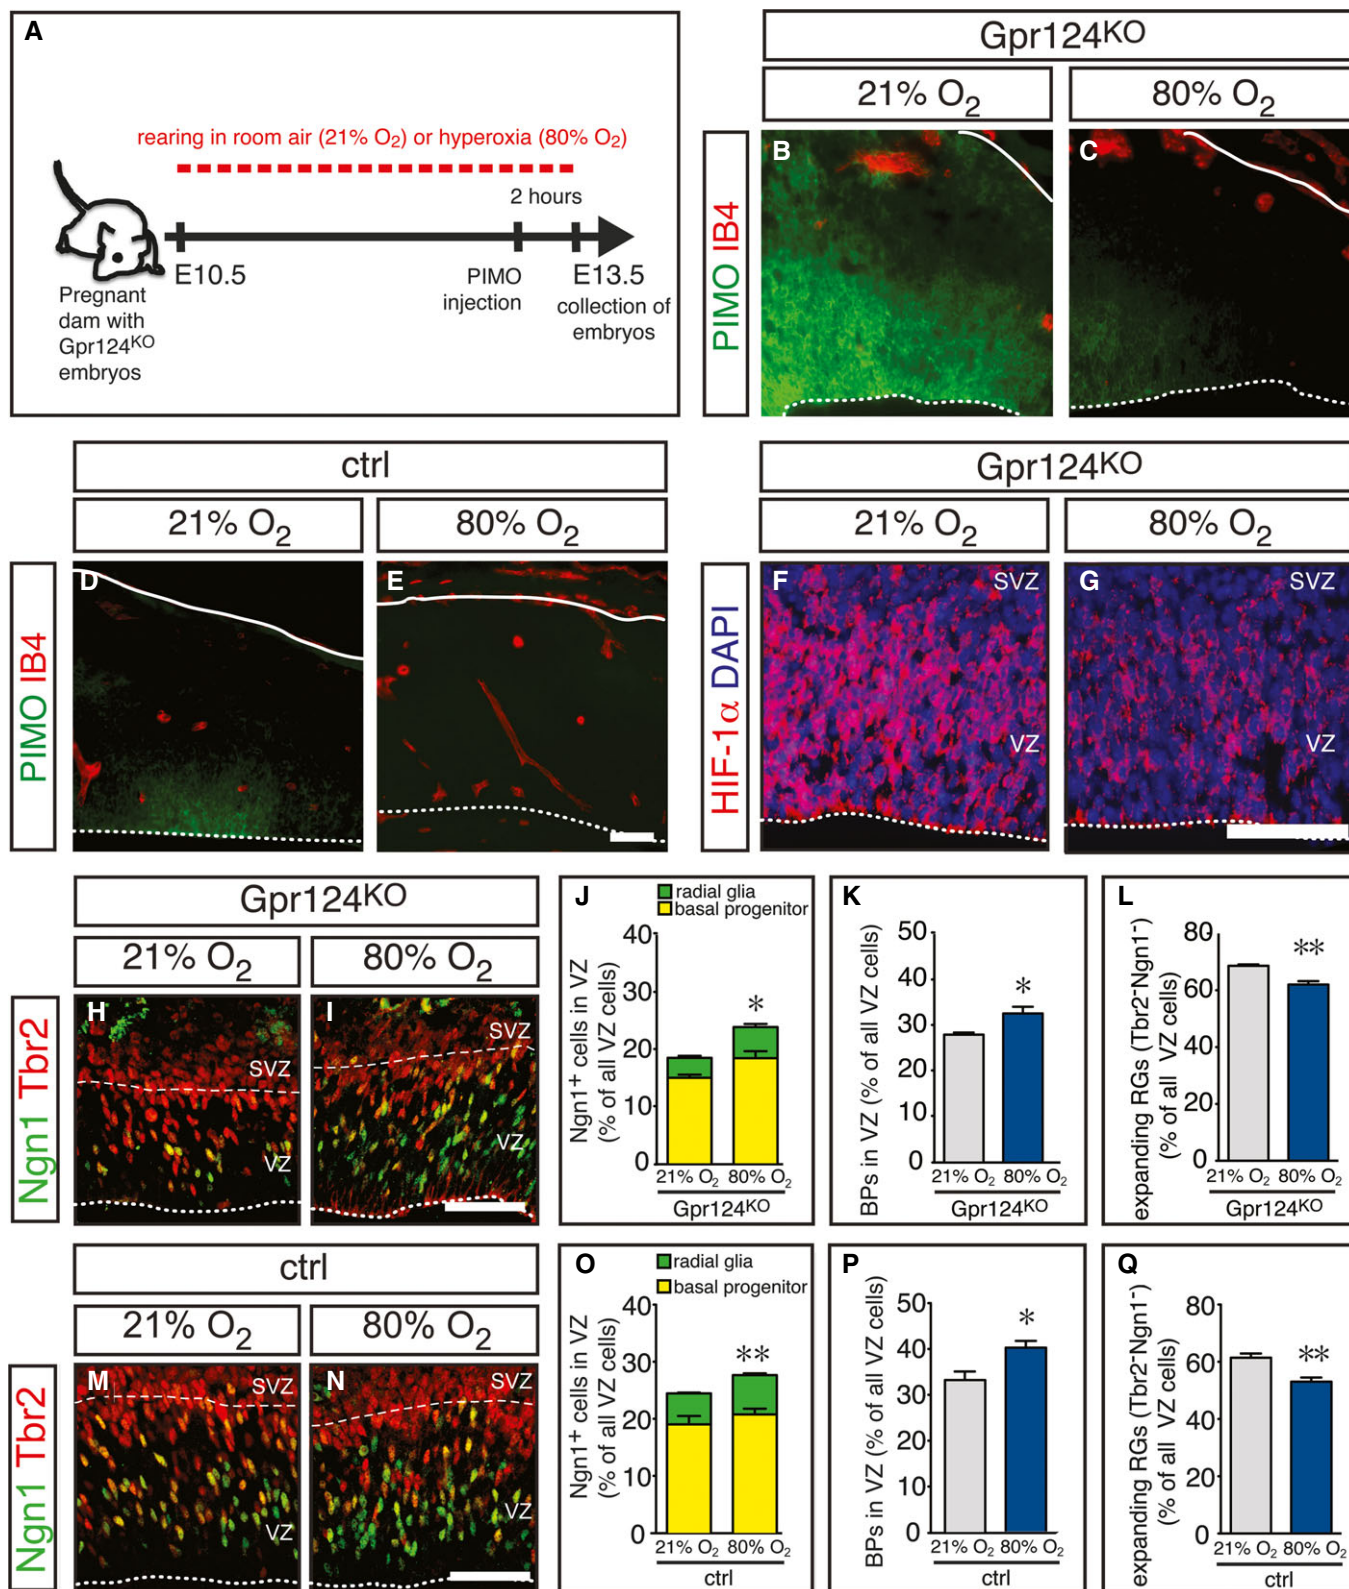 A
rearing in room air (21% O2) or hyperoxia (80% O2)
2 hours
E10.5
PIMO
injection
E13.5
collection of
embryos
Pregnant
dam with
Gpr124KO
embryos
Gpr124KO
21% O2
80% O2
PIMO IB4
B
C
ctrl
21% O2
80% O2
PIMO IB4
D
E
Gpr124KO
21% O2
80% O2
HIF-1α DAPI
F
SVZ
VZ
G
SVZ
VZ
Gpr124KO
21% O2
80% O2
Ngn1 Tbr2
H
SVZ
VZ
I
SVZ
VZ
J
radial glia
basal progenitor
Ngn1+ cells in VZ
(% of all VZ cells)
40
30
20
10
0
*
21% O2
80% O2
Gpr124KO
K
BPs in VZ (% of all VZ cells)
50
40
30
20
10
0
*
21% O2
80% O2
Gpr124KO
L
expanding RGs (Tbr2-Ngn1-)
(% of all VZ cells)
80
60
40
20
0
**
21% O2
80% O2
Gpr124KO
ctrl
21% O2
80% O2
Ngn1 Tbr2
M
SVZ
VZ
N
SVZ
VZ
O
radial glia
basal progenitor
Ngn1+ cells in VZ
(% of all VZ cells)
40
30
20
10
0
**
21% O2
80% O2
ctrl
P
BPs in VZ (% of all VZ cells)
50
40
30
20
10
0
*
21% O2
80% O2
ctrl
Q
expanding RGs (Tbr2-Ngn1-)
(% of all VZ cells)
80
60
40
20
0
**
21% O2
80% O2
ctrl